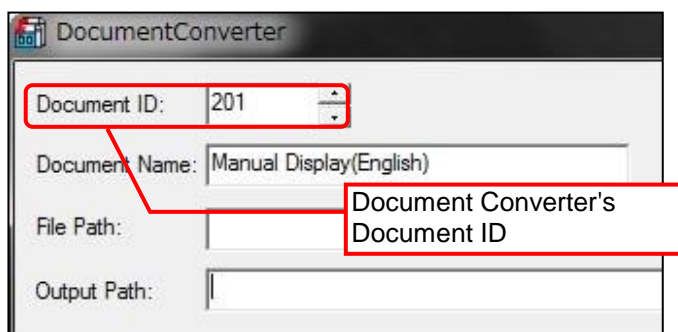 DocumentConverter
Document ID: 201
Document Name: Manual Display(English)
File Path:
Document Converter's
Document ID
Output Path: